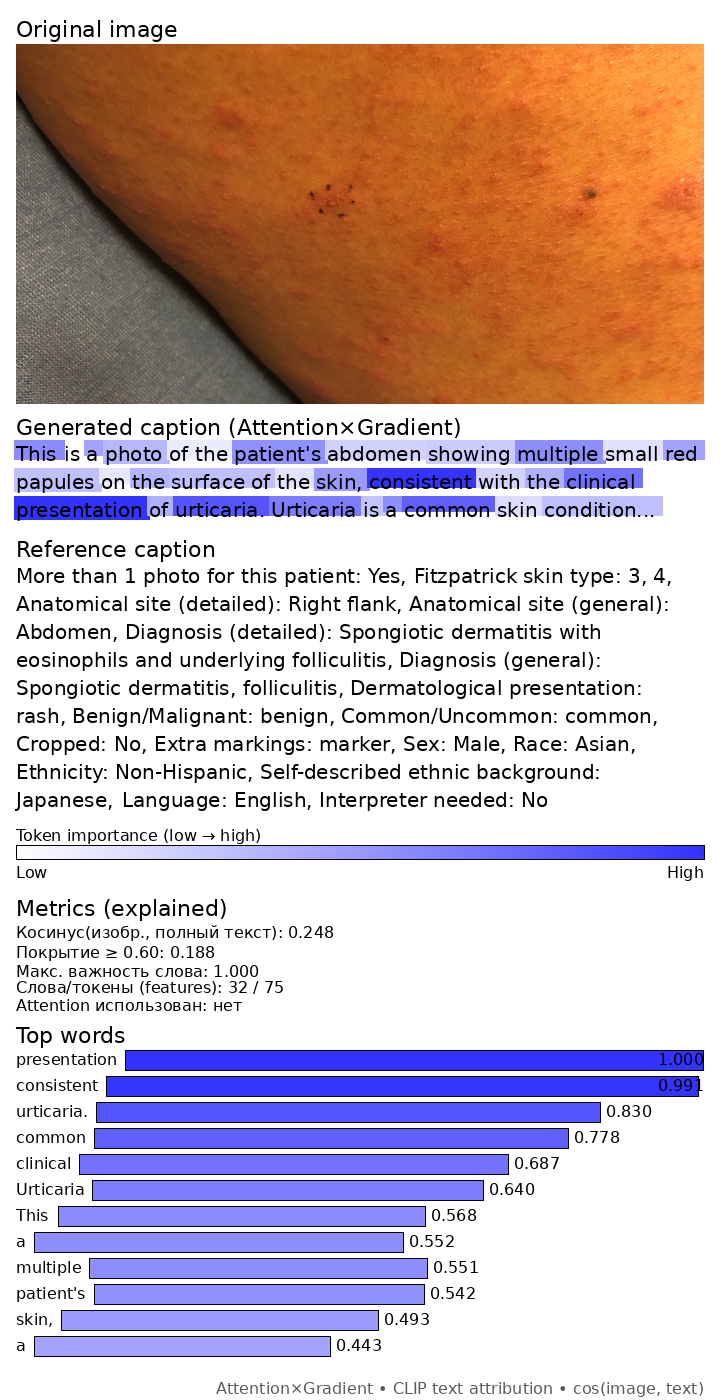 Original image
Generated caption (Attention×Gradient)
This is a photo of the patient's abdomen showing multiple small red
papules on the surface of the skin, consistent with the clinical
presentation of urticaria. Urticaria is a common skin condition...
Reference caption
More than 1 photo for this patient: Yes, Fitzpatrick skin type: 3, 4,
Anatomical site (detailed): Right flank, Anatomical site (general):
Abdomen, Diagnosis (detailed): Spongiotic dermatitis with
eosinophils and underlying folliculitis, Diagnosis (general):
Spongiotic dermatitis, folliculitis, Dermatological presentation:
rash, Benign/Malignant: benign, Common/Uncommon: common,
Cropped: No, Extra markings: marker, Sex: Male, Race: Asian,
Ethnicity: Non-Hispanic, Self-described ethnic background:
Japanese, Language: English, Interpreter needed: No
Token importance (low → high)
Low High
Metrics (explained)
Косинус(изобр., полный текст): 0.248
Покрытие ≥ 0.60: 0.188
Макс. важность слова: 1.000
Слова/токены (features): 32 / 75
Attention использован: нет
Top words
presentation 1.000
consistent 0.991
urticaria. 0.830
common 0.778
clinical 0.687
Urticaria 0.640
This 0.568
a 0.552
multiple 0.551
patient's 0.542
skin, 0.493
a 0.443
Attention×Gradient • CLIP text attribution • cos(image, text)